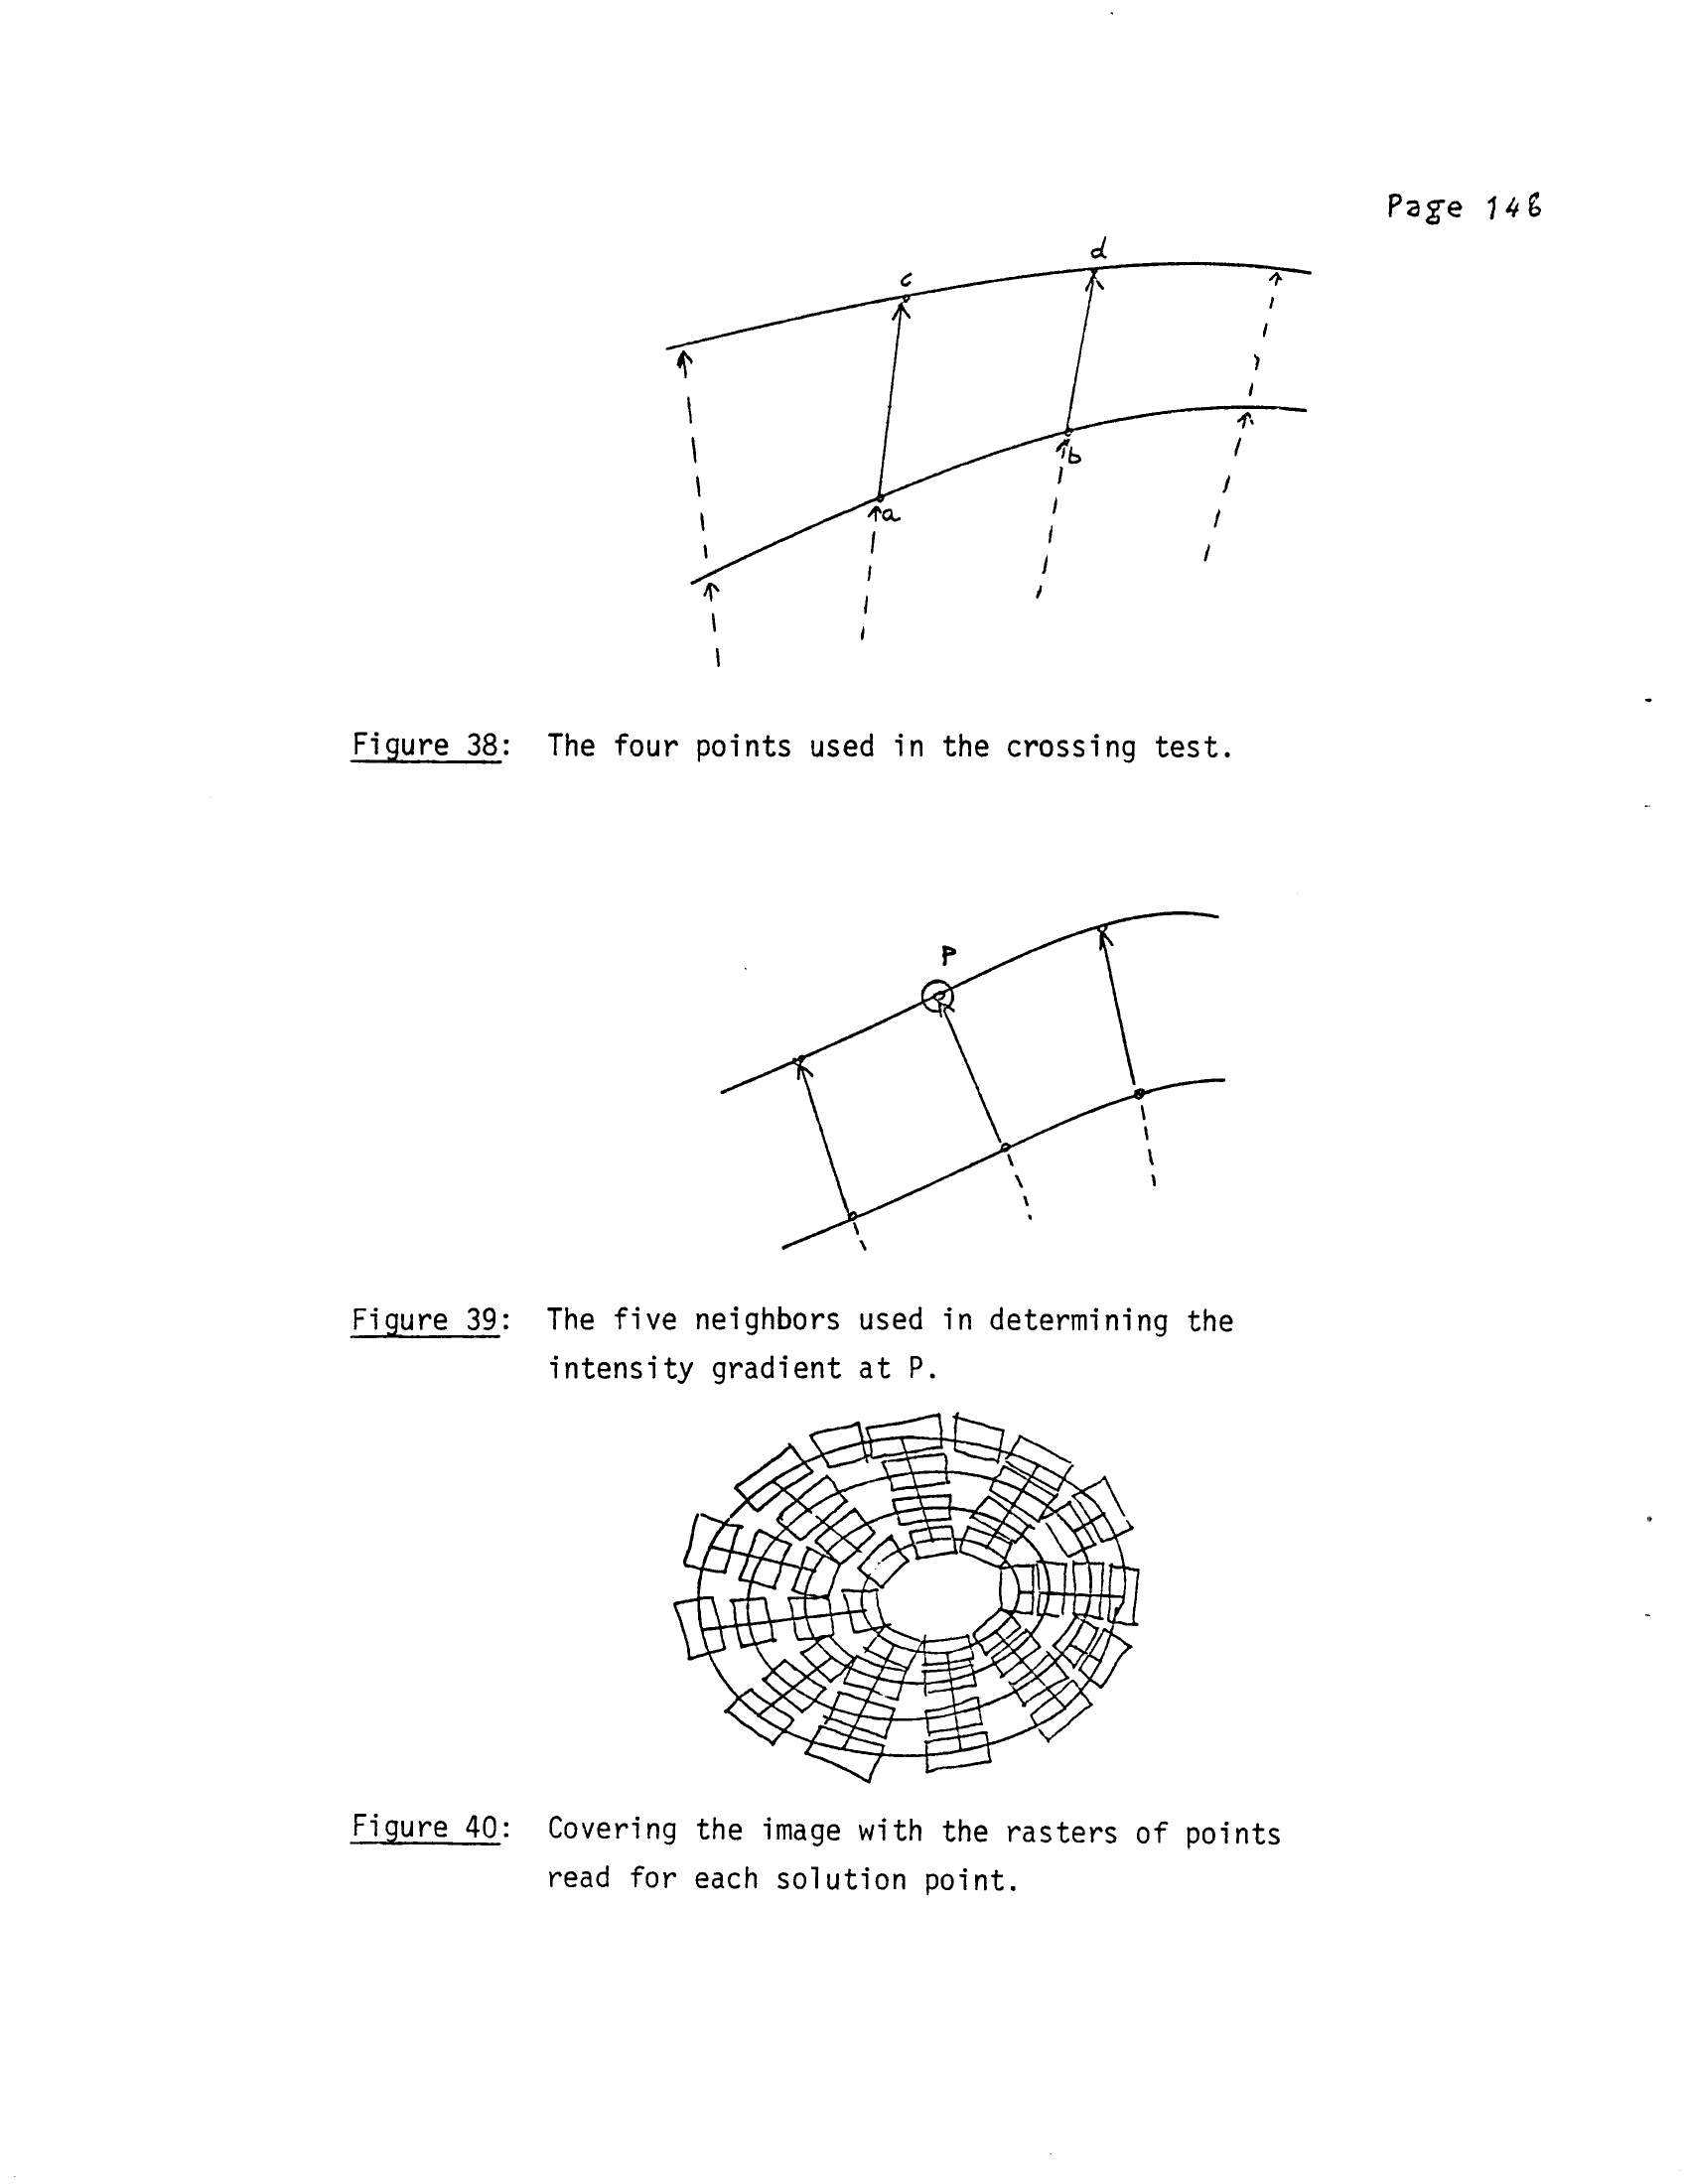 Page 146
d
c
b
a
Figure 38: The four points used in the crossing test.
P
Figure 39: The five neighbors used in determining the
intensity gradient at P.
Figure 40: Covering the image with the rasters of points
read for each solution point.